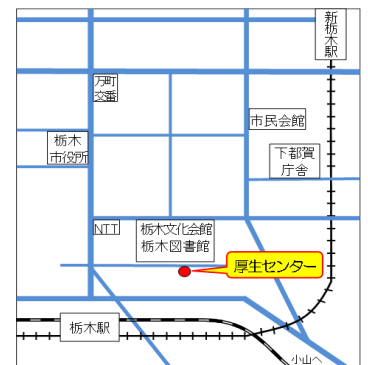 新栃木駅
万町
交番
市民会館
栃木
市役所
下都賀
庁舎
NTT
栃木文化会館
栃木図書館
厚生センター
栃木駅
小山へ